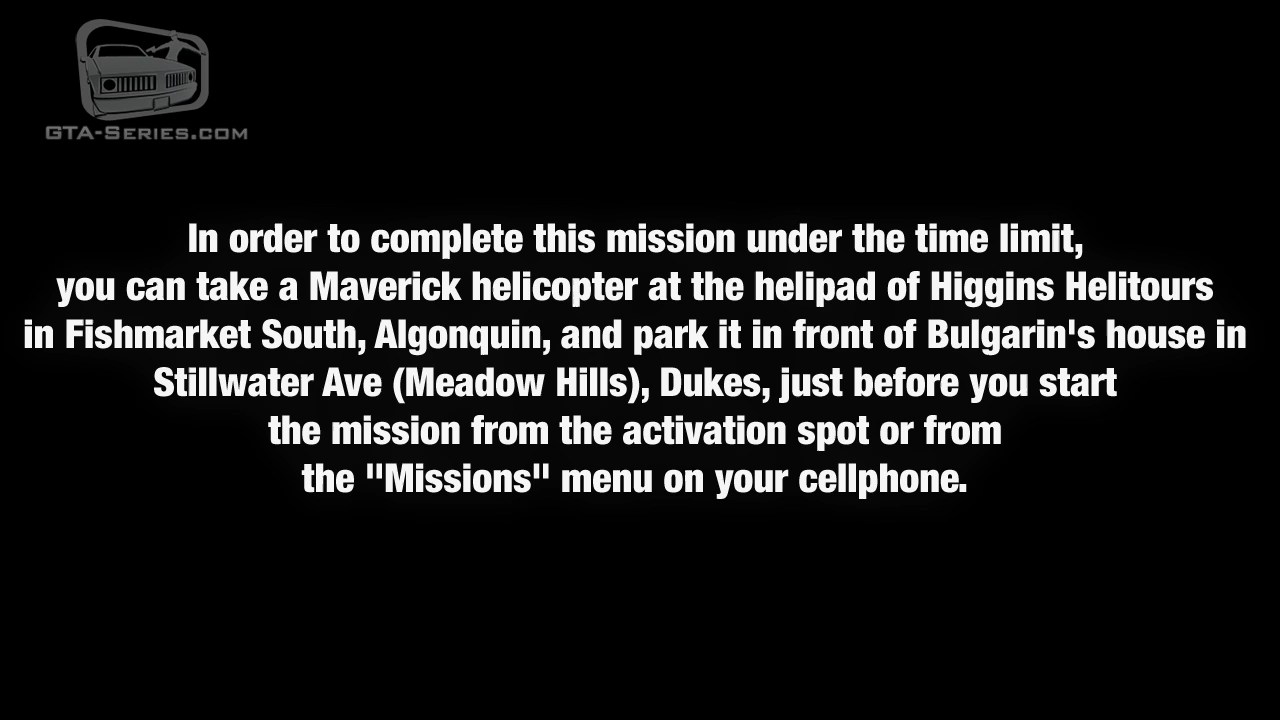 GTA-Series.com
In order to complete this mission under the time limit,
you can take a Maverick helicopter at the helipad of Higgins Helitours
in Fishmarket South, Algonquin, and park it in front of Bulgarin's house in
Stillwater Ave (Meadow Hills), Dukes, just before you start
the mission from the activation spot or from
the "Missions" menu on your cellphone.